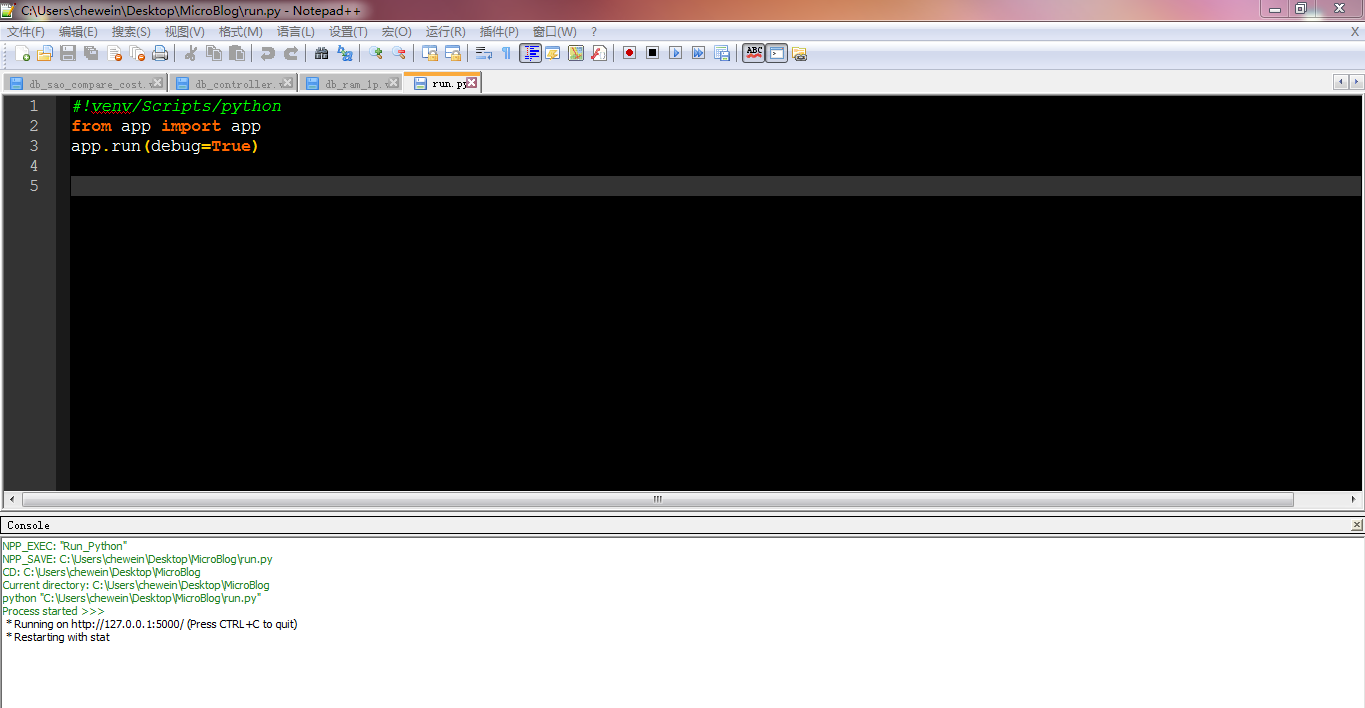 C:\Users\chewein\Desktop\MicroBlog\run.py - Notepad++
文件(F) 编辑(E) 搜索(S) 视图(V) 格式(M) 语言(L) 设置(T) 宏(O) 运行(R) 插件(P) 窗口(W) ? X
ABC
db_sao_compare_cost.v db_controller.v db_ram_1p.v run.py
1 #!venv/Scripts/python
2 from app import app
3 app.run(debug=True)
4
5
Console
NPP_EXEC: "Run_Python"
NPP_SAVE: C:\Users\chewein\Desktop\MicroBlog\run.py
CD: C:\Users\chewein\Desktop\MicroBlog
Current directory: C:\Users\chewein\Desktop\MicroBlog
python "C:\Users\chewein\Desktop\MicroBlog\run.py"
Process started >>>
* Running on http://127.0.0.1:5000/ (Press CTRL+C to quit)
* Restarting with stat